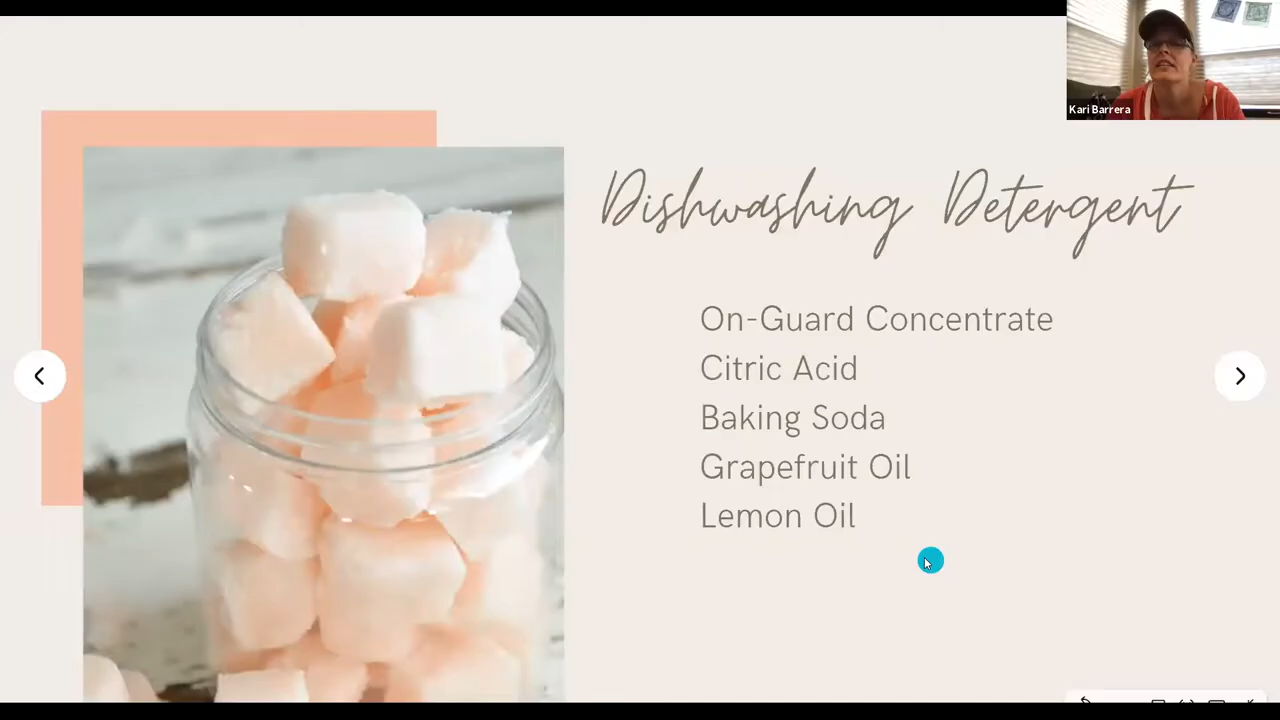 Kari Barrera
Dishwashing Detergent
On-Guard Concentrate
Citric Acid
Baking Soda
Grapefruit Oil
Lemon Oil